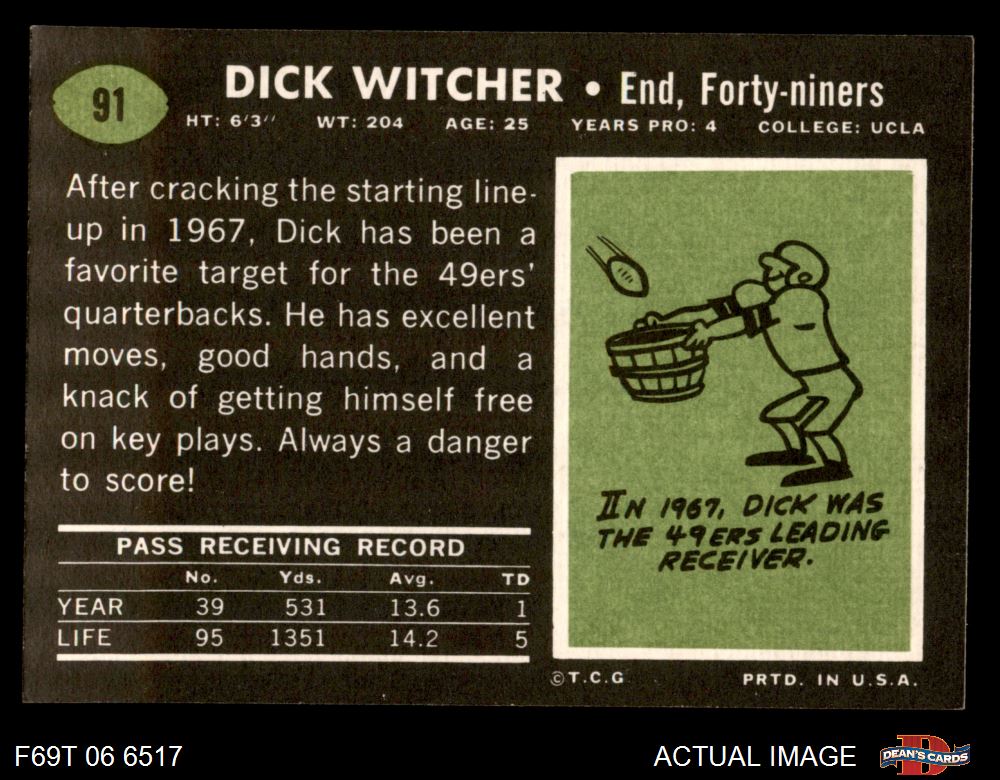 91
DICK WITCHER • End, Forty-niners
HT: 6'3'' WT: 204 AGE: 25 YEARS PRO: 4 COLLEGE: UCLA
After cracking the starting line-
up in 1967, Dick has been a
favorite target for the 49ers'
quarterbacks. He has excellent
moves, good hands, and a
knack of getting himself free
on key plays. Always a danger
to score!
PASS RECEIVING RECORD
No. Yds. Avg. TD
YEAR 39 531 13.6 1
LIFE 95 1351 14.2 5
IN 1967, DICK WAS
THE 49ERS LEADING
RECEIVER.
©T.C.G PRTD. IN U.S.A.
F69T 06 6517 ACTUAL IMAGE
DEAN'S CARDS